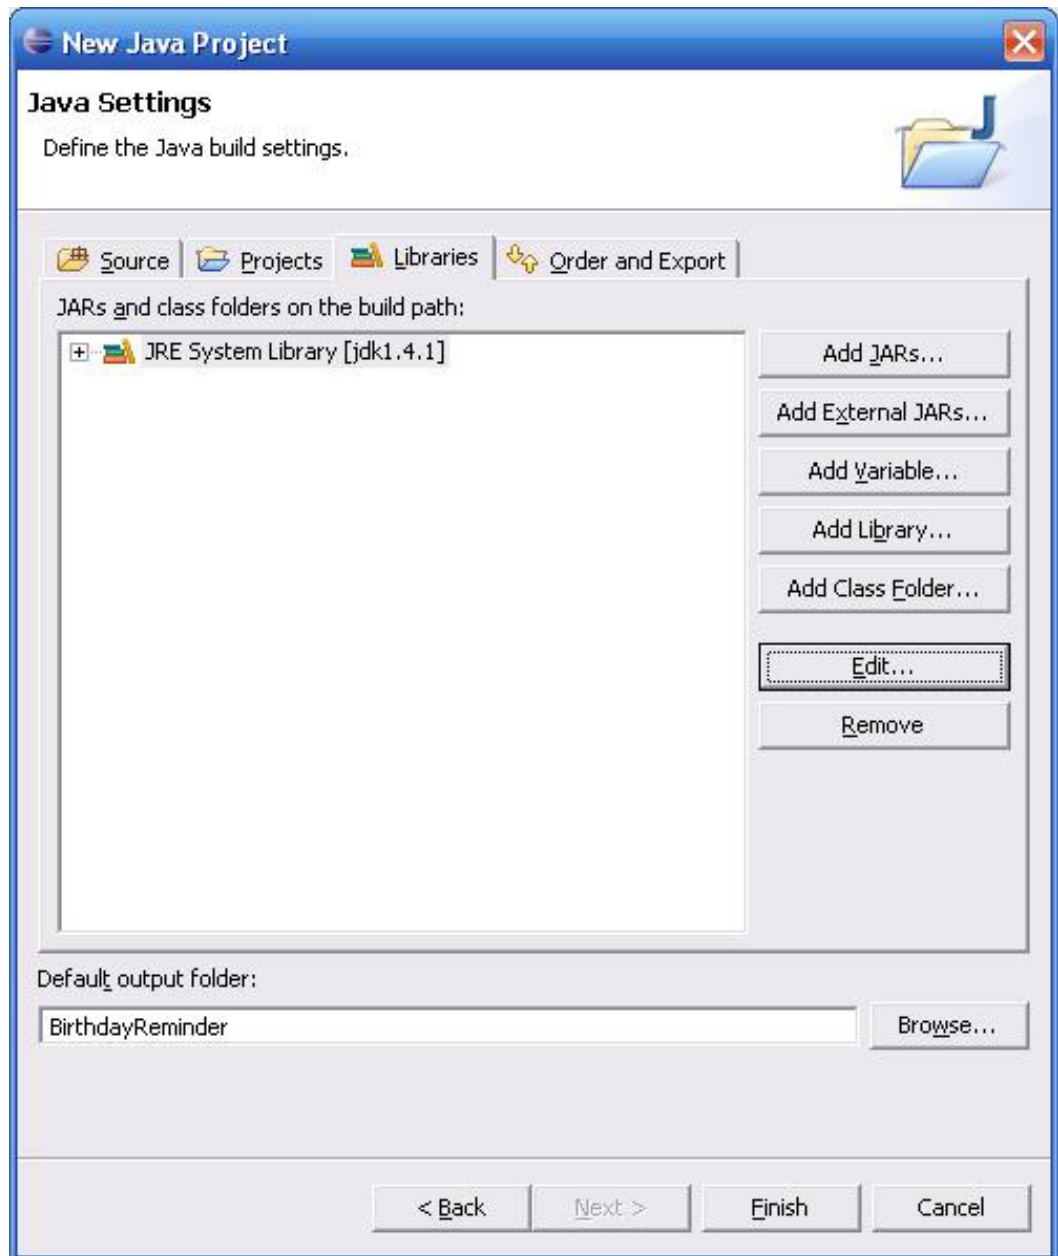 New Java Project
Java Settings
Define the Java build settings.
Source Projects Libraries Order and Export
JARs and class folders on the build path:
JRE System Library [jdk1.4.1]
Add JARs...
Add External JARs...
Add Variable...
Add Library...
Add Class Folder...
Edit...
Remove
Default output folder:
BirthdayReminder Browse...
< Back Next > Finish Cancel